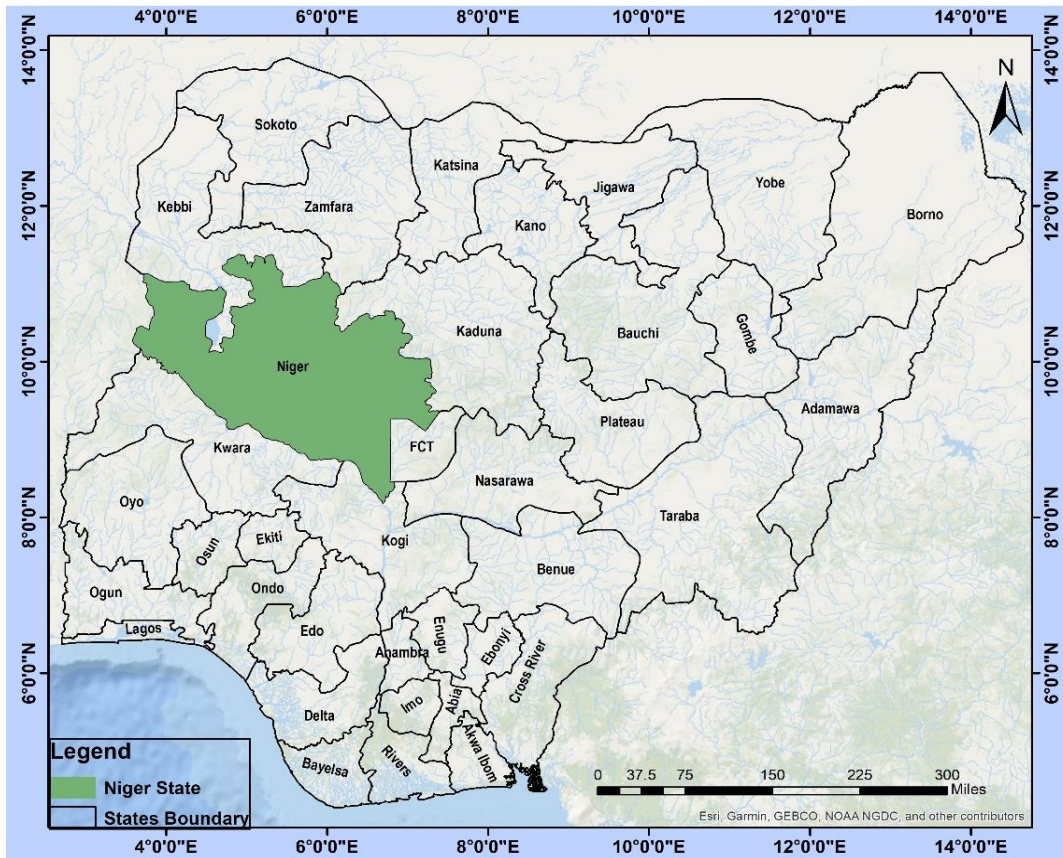 4°0'0"E 6°0'0"E 8°0'0"E 10°0'0"E 12°0'0"E 14°0'0"E
14°0'0"N
14°0'0"N
N
Sokoto
Katsina
Jigawa
Yobe
Kebbi
Zamfara
Kano
Borno
12°0'0"N
12°0'0"N
Kaduna
Bauchi
Gombe
Niger
10°0'0"N
10°0'0"N
Adamawa
Plateau
Kwara
FCT
Nasarawa
Oyo
Taraba
8°0'0"N
8°0'0"N
Osun
Ekiti
Kogi
Benue
Ogun
Ondo
Lagos
Edo
Enugu
Ebonyi
Anambra
Cross River
6°0'0"N
6°0'0"N
Imo
Abia
Delta
Akwa Ibom
Bayelsa
Rivers
Legend
Niger State
States Boundary
0 37.5 75 150 225 300
Miles
Esri, Garmin, GEBCO, NOAA NGDC, and other contributors
4°0'0"E 6°0'0"E 8°0'0"E 10°0'0"E 12°0'0"E 14°0'0"E